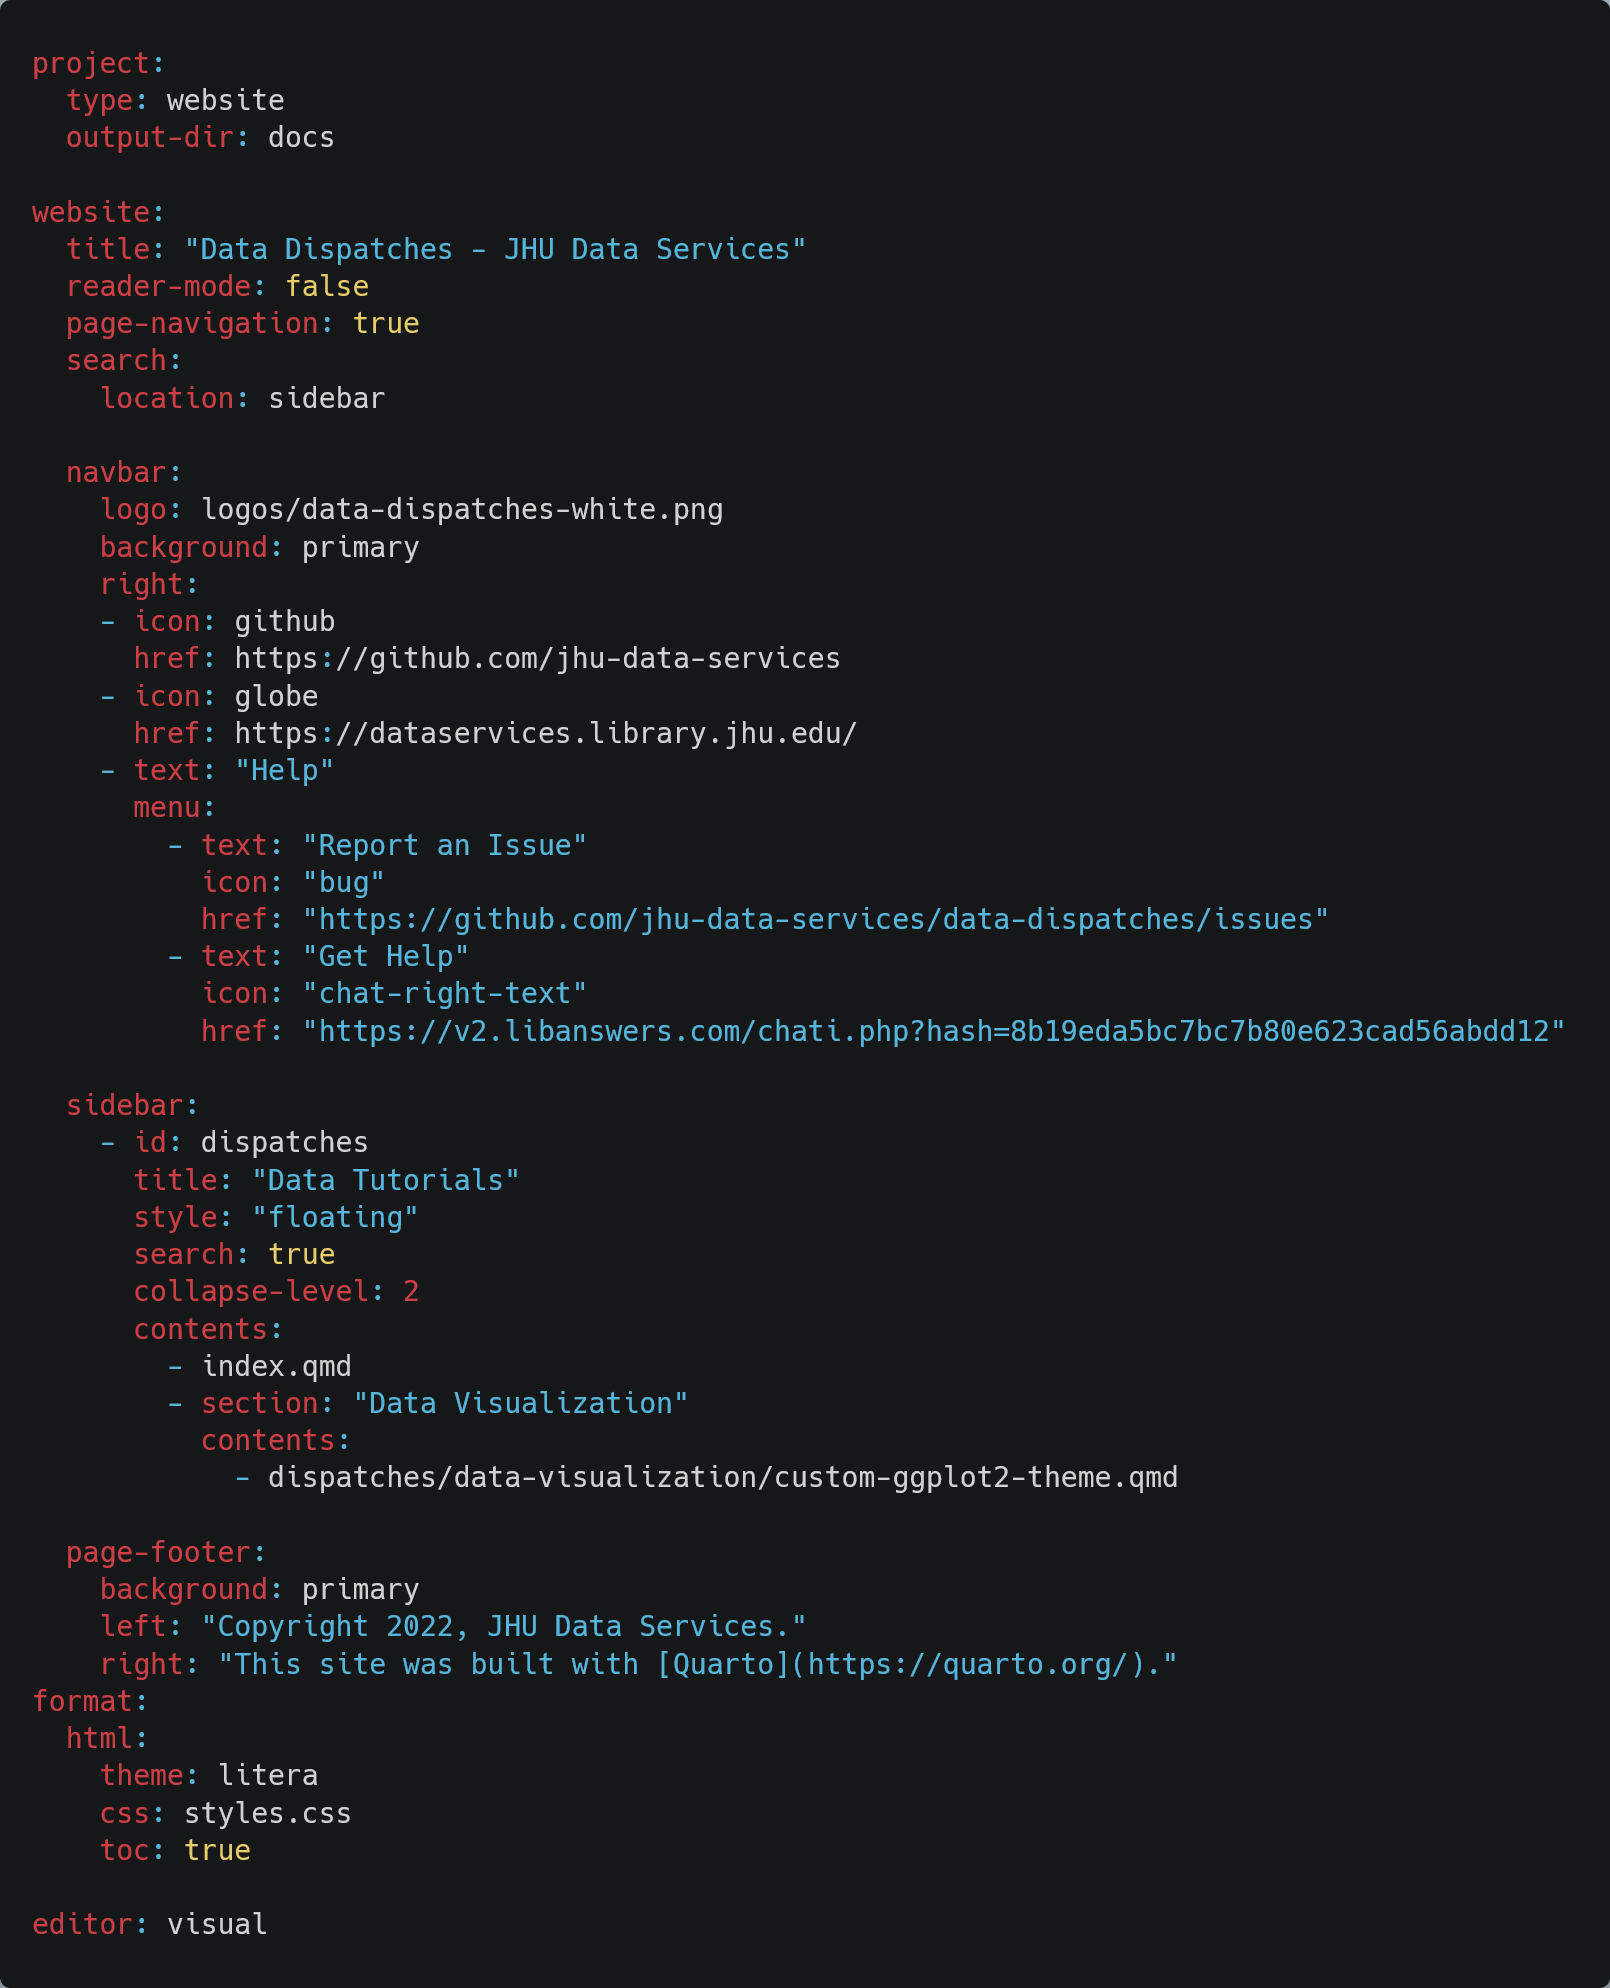 project:
  type: website
  output-dir: docs

website:
  title: "Data Dispatches - JHU Data Services"
  reader-mode: false
  page-navigation: true
  search:
    location: sidebar

  navbar:
    logo: logos/data-dispatches-white.png
    background: primary
    right:
    - icon: github
      href: https://github.com/jhu-data-services
    - icon: globe
      href: https://dataservices.library.jhu.edu/
    - text: "Help"
      menu:
        - text: "Report an Issue"
          icon: "bug"
          href: "https://github.com/jhu-data-services/data-dispatches/issues"
        - text: "Get Help"
          icon: "chat-right-text"
          href: "https://v2.libanswers.com/chati.php?hash=8b19eda5bc7bc7b80e623cad56abdd12"

  sidebar:
    - id: dispatches
      title: "Data Tutorials"
      style: "floating"
      search: true
      collapse-level: 2
      contents:
        - index.qmd
        - section: "Data Visualization"
          contents:
            - dispatches/data-visualization/custom-ggplot2-theme.qmd

  page-footer:
    background: primary
    left: "Copyright 2022, JHU Data Services."
    right: "This site was built with [Quarto](https://quarto.org/)."
format:
  html:
    theme: litera
    css: styles.css
    toc: true

editor: visual